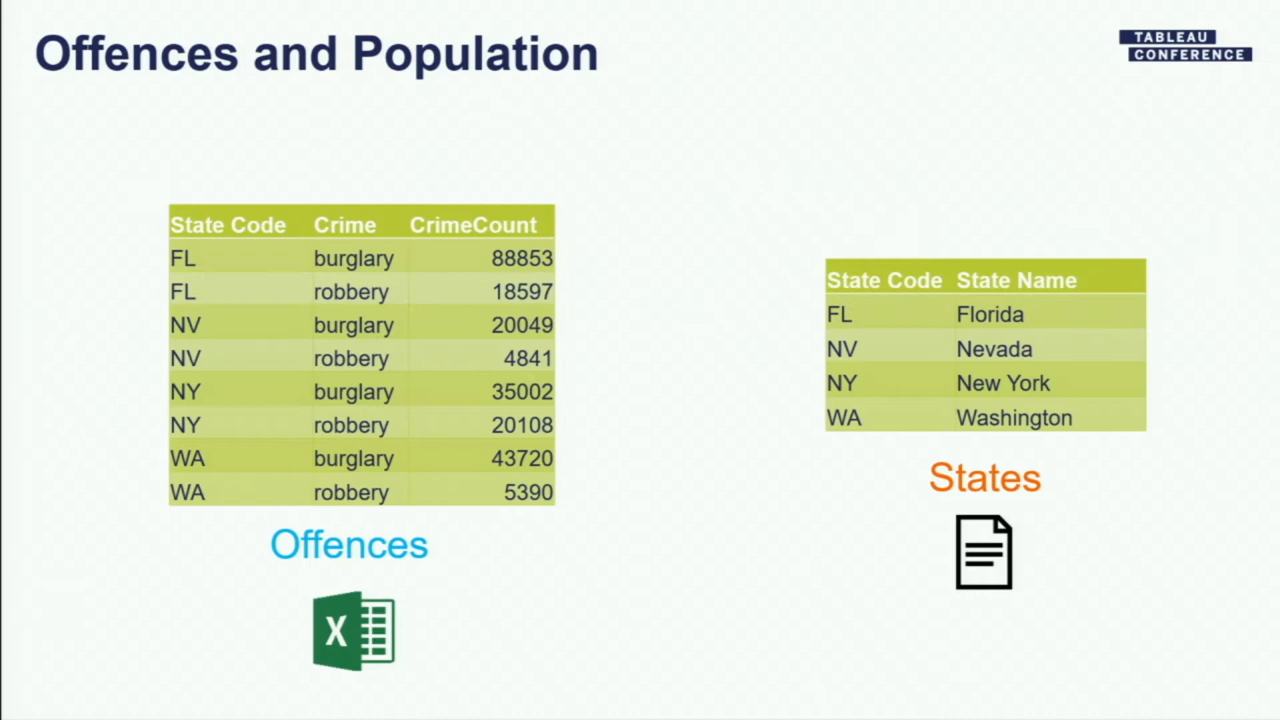 Offences and Population
TABLEAU
CONFERENCE
State Code Crime CrimeCount
FL burglary 88853
FL robbery 18597
NV burglary 20049
NV robbery 4841
NY burglary 35002
NY robbery 20108
WA burglary 43720
WA robbery 5390
Offences
X
State Code State Name
FL Florida
NV Nevada
NY New York
WA Washington
States